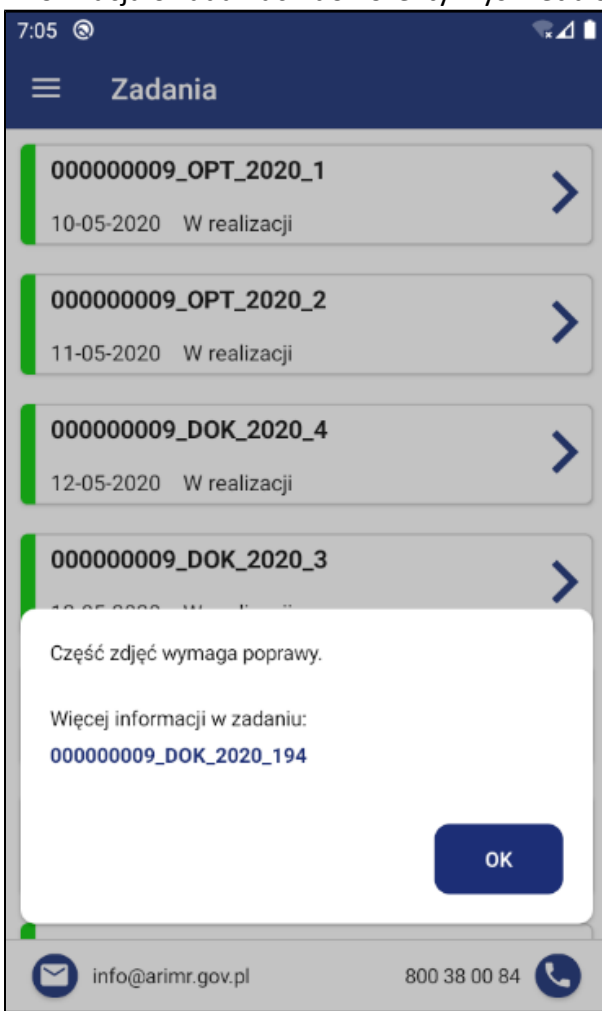 7:05
Zadania
000000009_OPT_2020_1
10-05-2020 W realizacji
000000009_OPT_2020_2
11-05-2020 W realizacji
000000009_DOK_2020_4
12-05-2020 W realizacji
000000009_DOK_2020_3
Część zdjęć wymaga poprawy.
Więcej informacji w zadaniu:
000000009_DOK_2020_194
OK
info@arimr.gov.pl 800 38 00 84